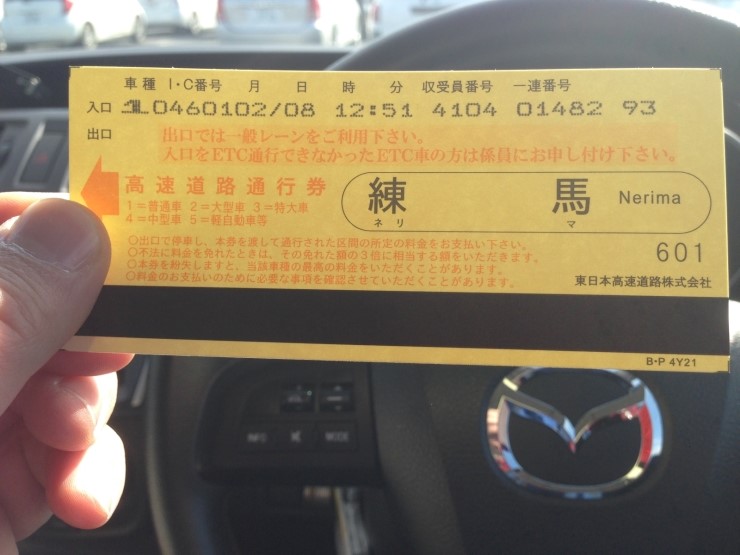 車種 I・C番号 月 日 時 分 収受員番号 一連番号
入口 1L0460102/08 12:51 4104 01482 93
出口
出口では一般レーンをご利用下さい。
入口をETC通行できなかったETC車の方は係員にお申し付け下さい。
高速道路通行券
1=普通車 2=大型車 3=特大車
4=中型車 5=軽自動車等
練馬 Nerima
ネリ マ
601
○出口で停車し、本券を渡して通行された区間の所定の料金をお支払い下さい。
○不法に料金を免れたときは、その免れた額の3倍に相当する額をいただきます。
○本券を紛失しますと、当該車種の最高の料金をいただくことがあります。
○料金のお支払いのために必要な事項を確認させていただくことがあります。
東日本高速道路株式会社
B・P 4Y21
INFO
MODE